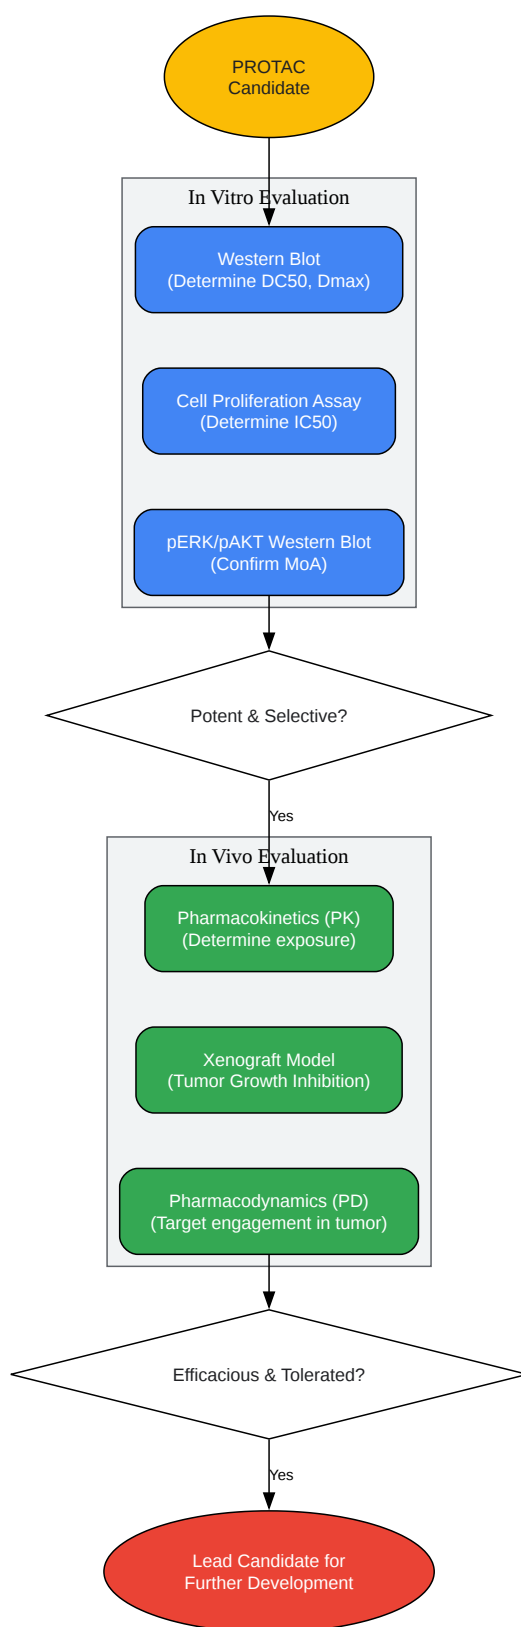 PROTAC
Candidate
In Vitro Evaluation
Western Blot
(Determine DC50, Dmax)
Cell Proliferation Assay
(Determine IC50)
pERK/pAKT Western Blot
(Confirm MoA)
Potent & Selective?
Yes
In Vivo Evaluation
Pharmacokinetics (PK)
(Determine exposure)
Xenograft Model
(Tumor Growth Inhibition)
Pharmacodynamics (PD)
(Target engagement in tumor)
Efficacious & Tolerated?
Yes
Lead Candidate for
Further Development